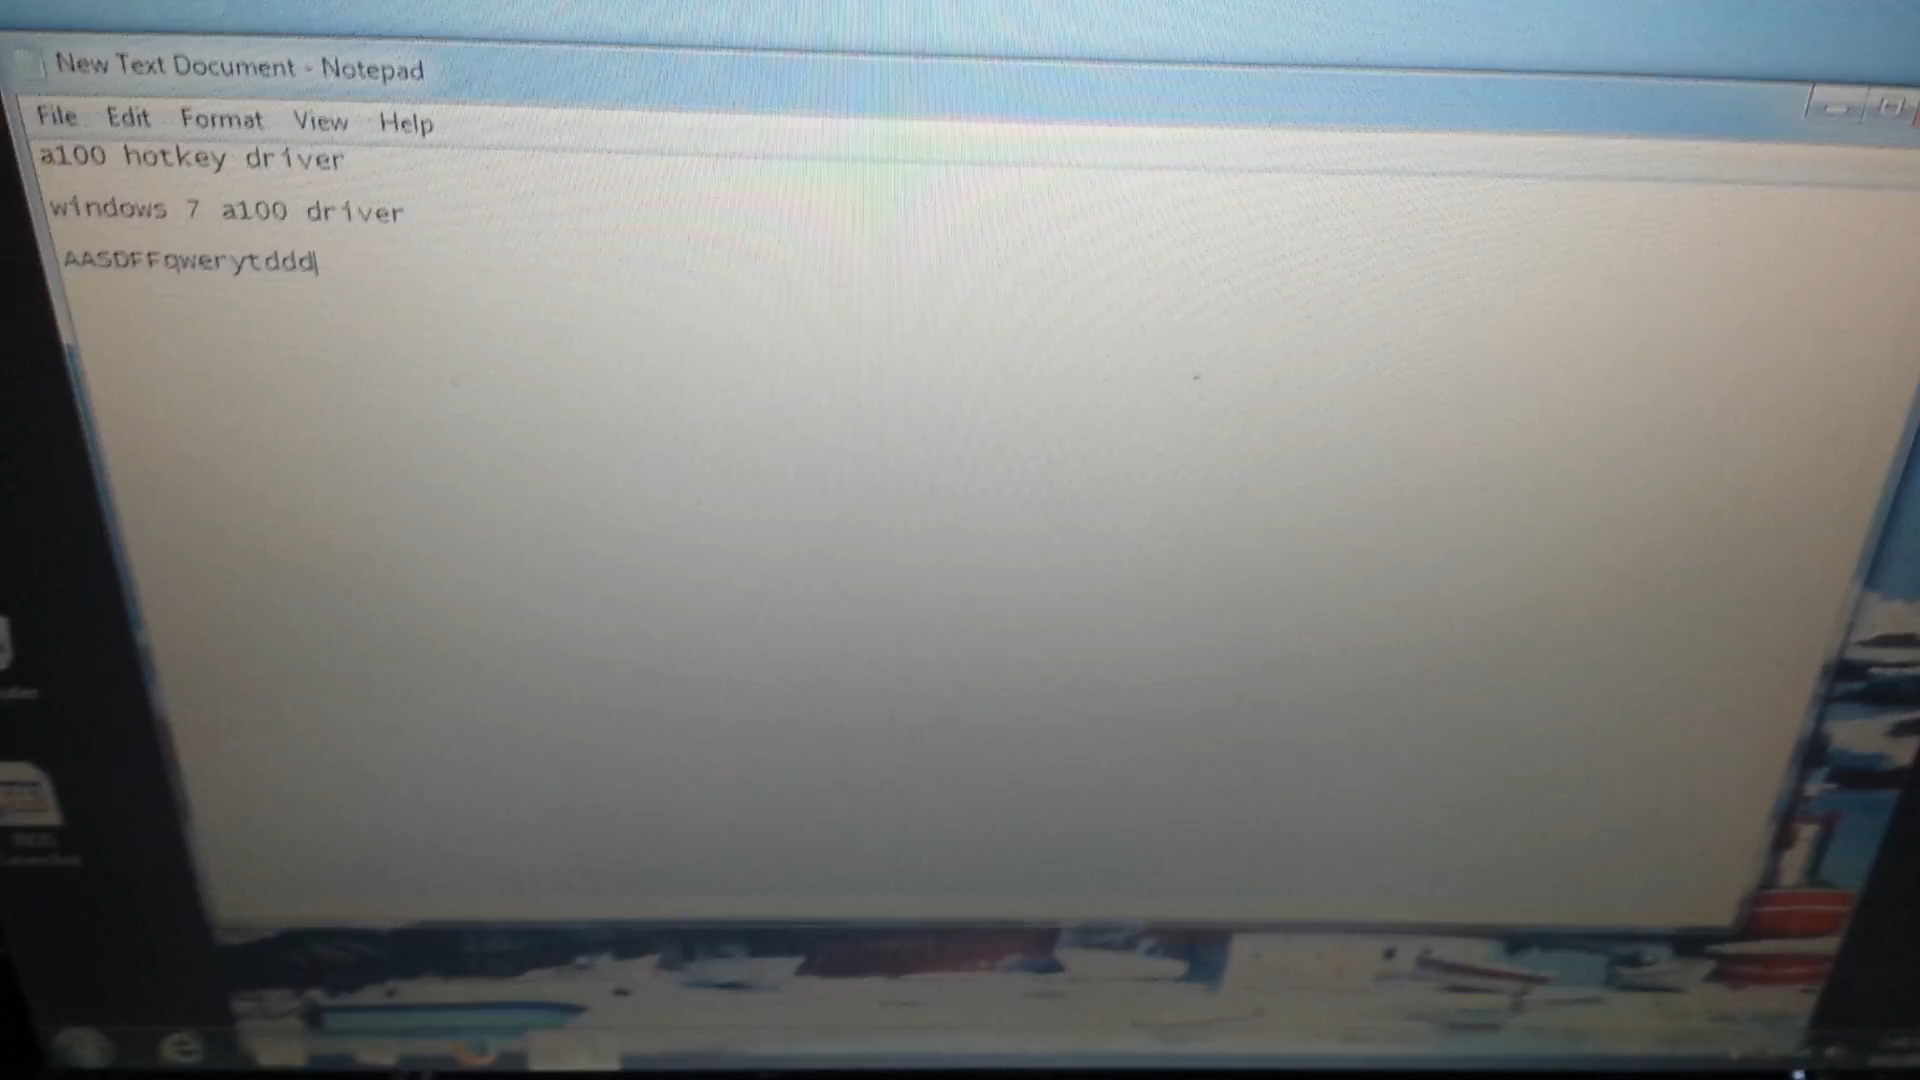 New Text Document - Notepad
File Edit Format View Help
a100 hotkey driver
windows 7 a100 driver
AASDFFqwerytddd